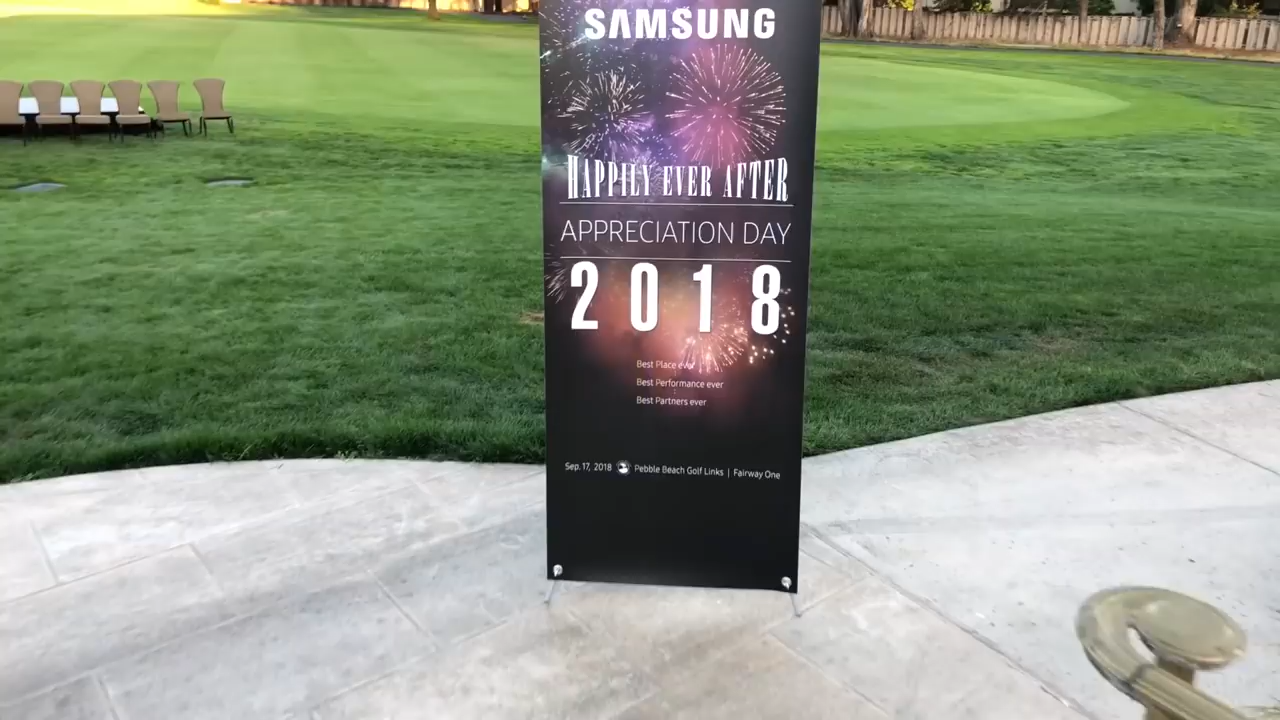 SAMSUNG
HAPPILY EVER AFTER
APPRECIATION DAY
2018
Best Place ever
Best Performance ever
Best Partners ever
Sep. 17, 2018 Pebble Beach Golf Links | Fairway One